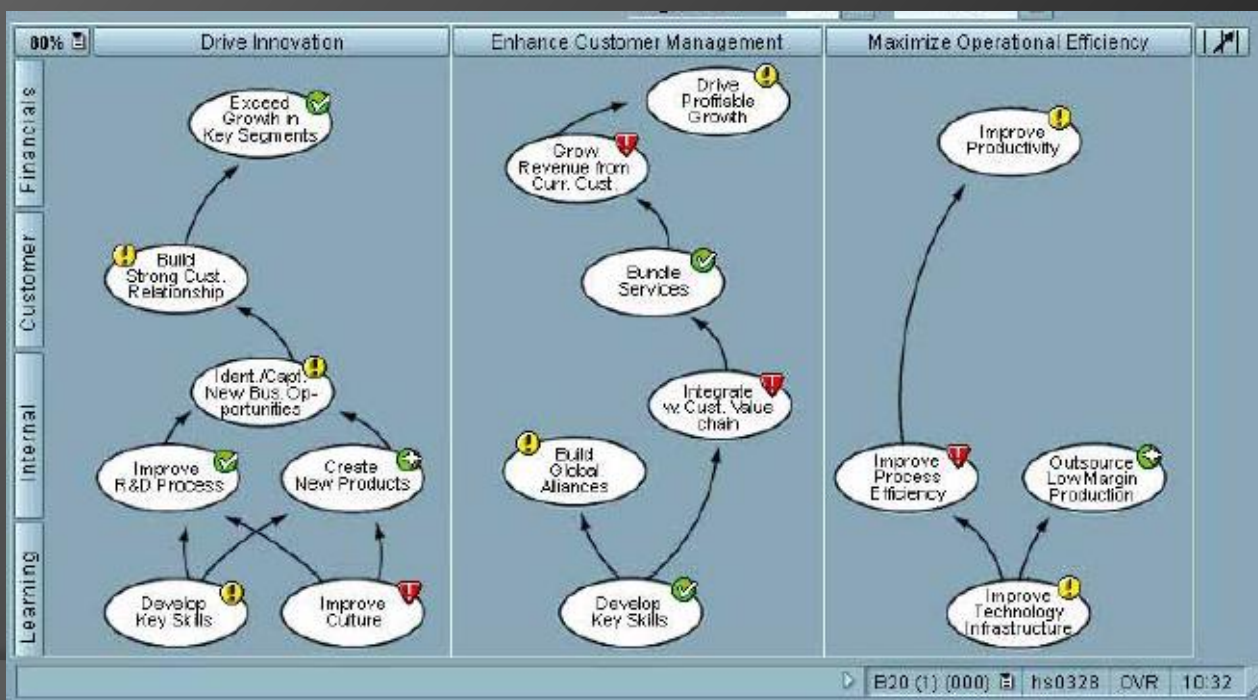 80%
Drive Innovation
Enhance Customer Management
Maximize Operational Efficiency
Financials
Exceed
Growth in
Key Segments
Drive
Profitable
Growth
Grow
Revenue from
Curr. Cust.
Improve
Productivity
Customer
Build
Strong Cust.
Relationship
Bundle
Services
Internal
Ident./Capt.
New Bus. Op-
portunities
Integrate
w. Cust. Value
chain
Improve
R&D Process
Create
New Products
Build
Global
Aliances
Improve
Process
Efficiency
Outsource
Low Margin
Production
Learning
Develop
Key Skills
Improve
Culture
Develop
Key Skills
Improve
Technology
Infrastructure
B20 (1) (000)
hs0328
OVR
10:32